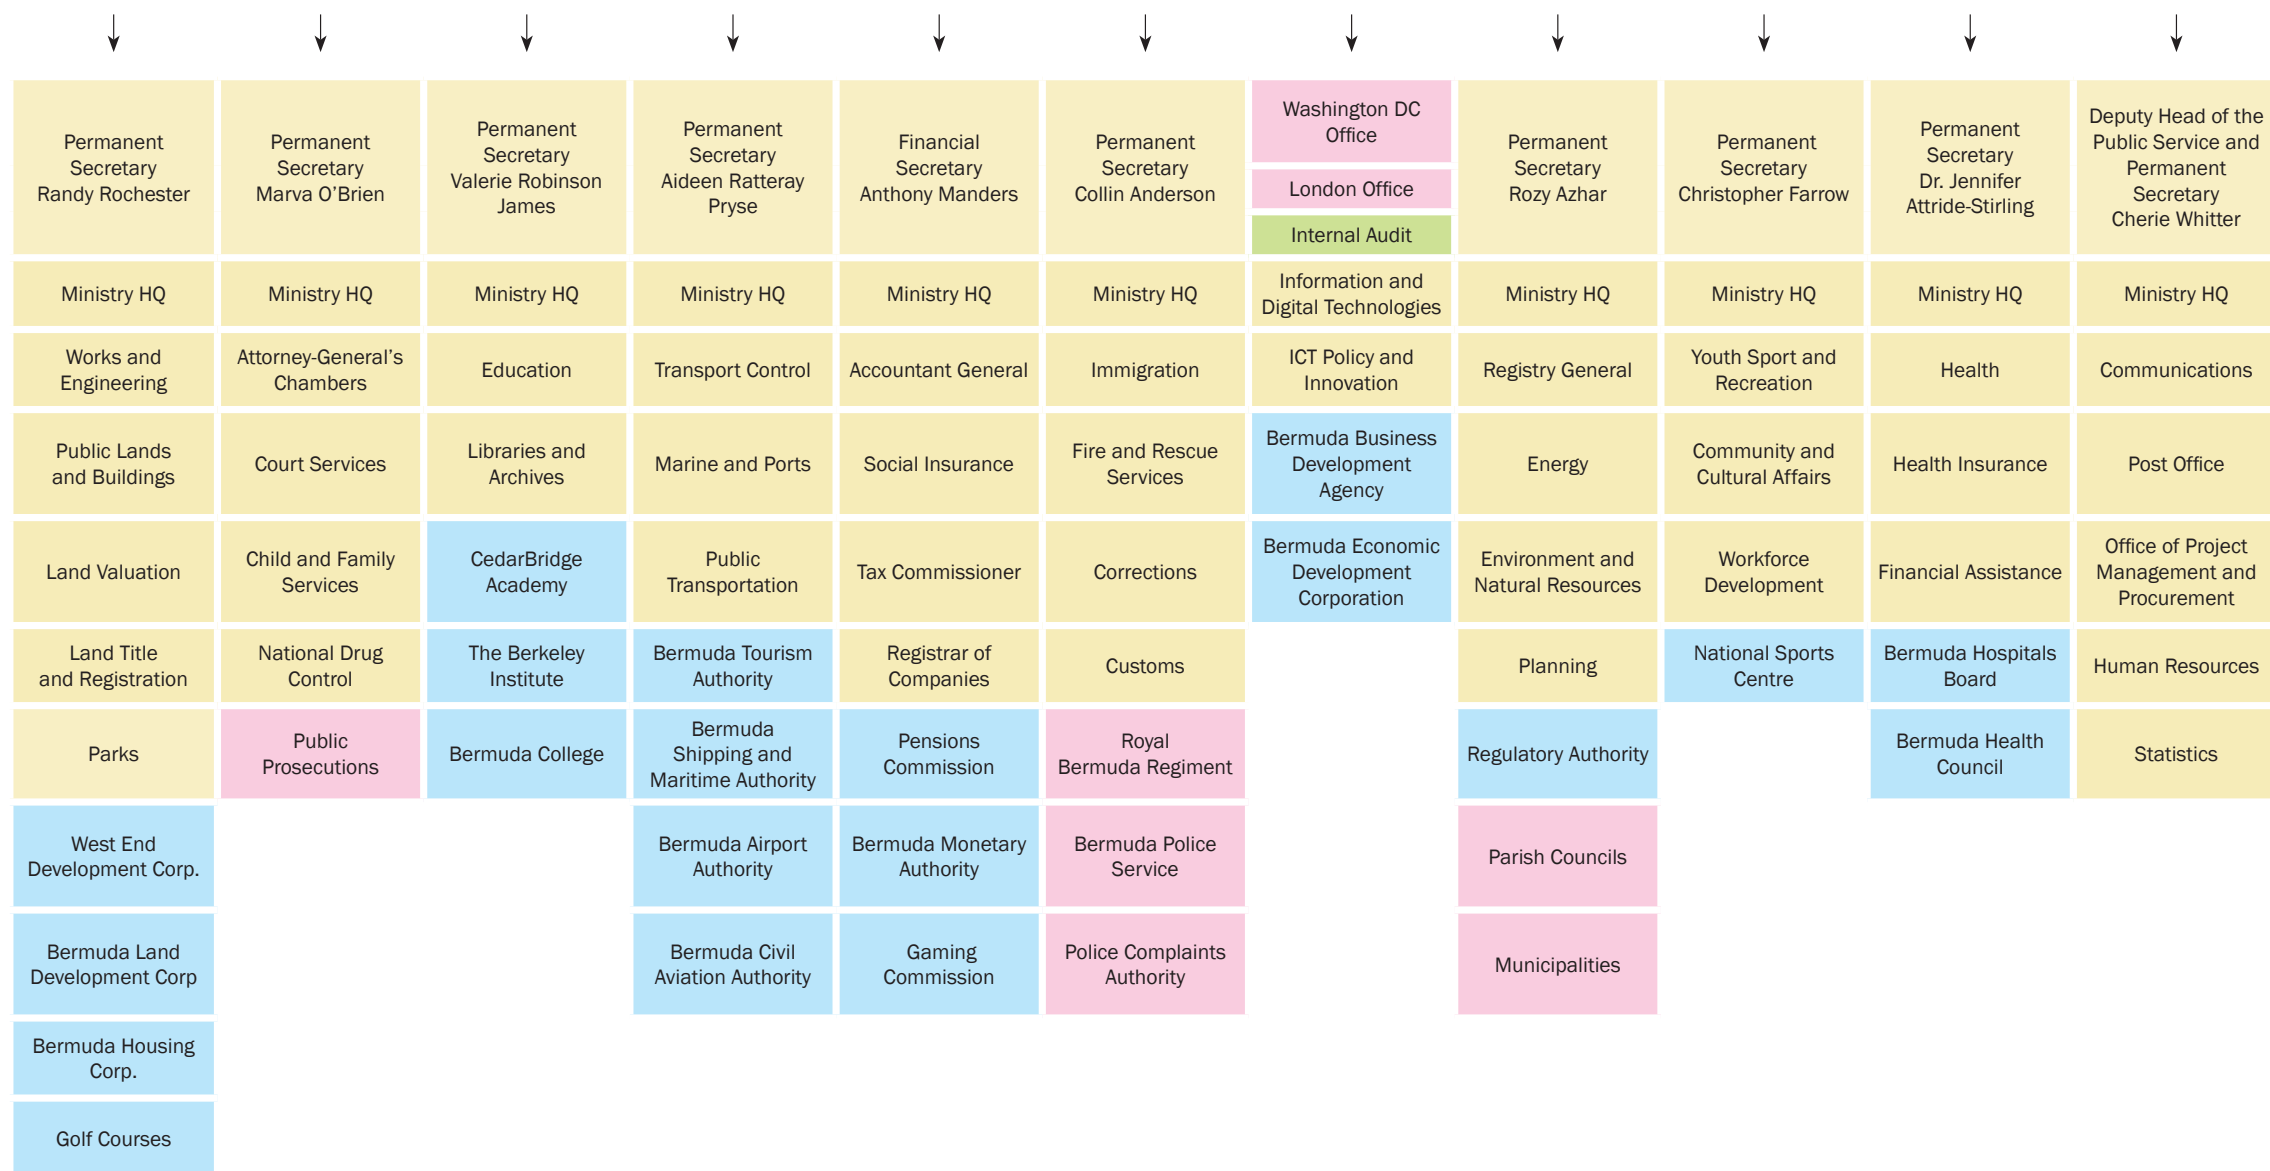 Permanent
Secretary
Randy Rochester
Ministry HQ
Works and
Engineering
Public Lands
and Buildings
Land Valuation
Land Title
and Registration
Parks
West End
Development Corp.
Bermuda Land
Development Corp
Bermuda Housing
Corp.
Golf Courses
Permanent
Secretary
Marva O’Brien
Ministry HQ
Attorney-General’s
Chambers
Court Services
Child and Family
Services
National Drug
Control
Public
Prosecutions
Permanent
Secretary
Valerie Robinson
James
Ministry HQ
Education
Libraries and
Archives
CedarBridge
Academy
The Berkeley
Institute
Bermuda College
Permanent
Secretary
Aideen Ratteray
Pryse
Ministry HQ
Transport Control
Marine and Ports
Public
Transportation
Bermuda Tourism
Authority
Bermuda
Shipping and
Maritime Authority
Bermuda Airport
Authority
Bermuda Civil
Aviation Authority
Financial
Secretary
Anthony Manders
Ministry HQ
Accountant General
Social Insurance
Tax Commissioner
Registrar of
Companies
Pensions
Commission
Bermuda Monetary
Authority
Gaming
Commission
Permanent
Secretary
Collin Anderson
Ministry HQ
Immigration
Fire and Rescue
Services
Corrections
Customs
Royal
Bermuda Regiment
Bermuda Police
Service
Police Complaints
Authority
Washington DC
Office
London Office
Internal Audit
Information and
Digital Technologies
ICT Policy and
Innovation
Bermuda Business
Development
Agency
Bermuda Economic
Development
Corporation
Permanent
Secretary
Rozy Azhar
Ministry HQ
Registry General
Energy
Environment and
Natural Resources
Planning
Regulatory Authority
Parish Councils
Municipalities
Permanent
Secretary
Christopher Farrow
Ministry HQ
Youth Sport and
Recreation
Community and
Cultural Affairs
Workforce
Development
National Sports
Centre
Permanent
Secretary
Dr. Jennifer
Attride-Stirling
Ministry HQ
Health
Health Insurance
Financial Assistance
Bermuda Hospitals
Board
Bermuda Health
Council
Deputy Head of the
Public Service and
Permanent
Secretary
Cherie Whitter
Ministry HQ
Communications
Post Office
Office of Project
Management and
Procurement
Human Resources
Statistics